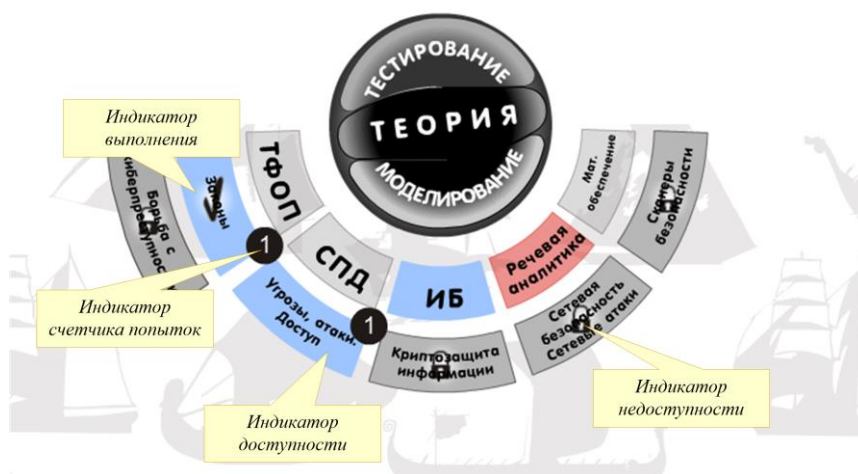 ТЕСТИРОВАНИЕ
ТЕОРИЯ
МОДЕЛИРОВАНИЕ
Индикатор
выполнения
Борьба с
киберпреступностью
Законы
ТФОП
СПД
ИБ
Речевая
аналитика
Мат.
обеспечение
Сканеры
безопасности
1
Угрозы, атаки.
Доступ
1
Криптозащита
информации
Сетевая
безопасность
Сетевые атаки
Индикатор
счетчика попыток
Индикатор
доступности
Индикатор
недоступности